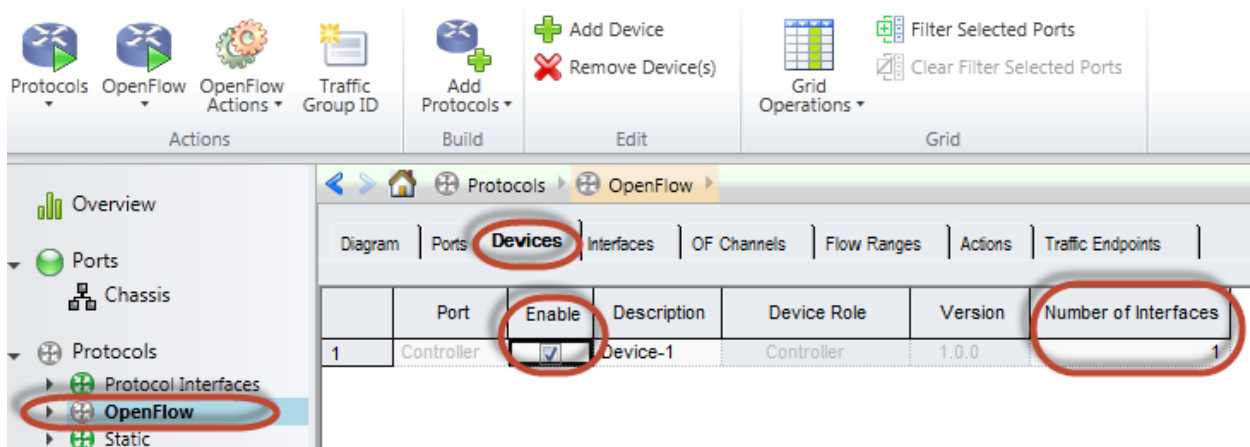 Protocols
OpenFlow
OpenFlow
Actions
Traffic
Group ID
Actions
Add
Protocols
Build
Add Device
Remove Device(s)
Edit
Grid
Operations
Filter Selected Ports
Clear Filter Selected Ports
Grid
Overview
Ports
Chassis
Protocols
Protocol Interfaces
OpenFlow
Static
Protocols OpenFlow
Diagram Ports Devices Interfaces OF Channels Flow Ranges Actions Traffic Endpoints
Port Enable Description Device Role Version Number of Interfaces
1 Controller Device-1 Controller 1.0.0 1